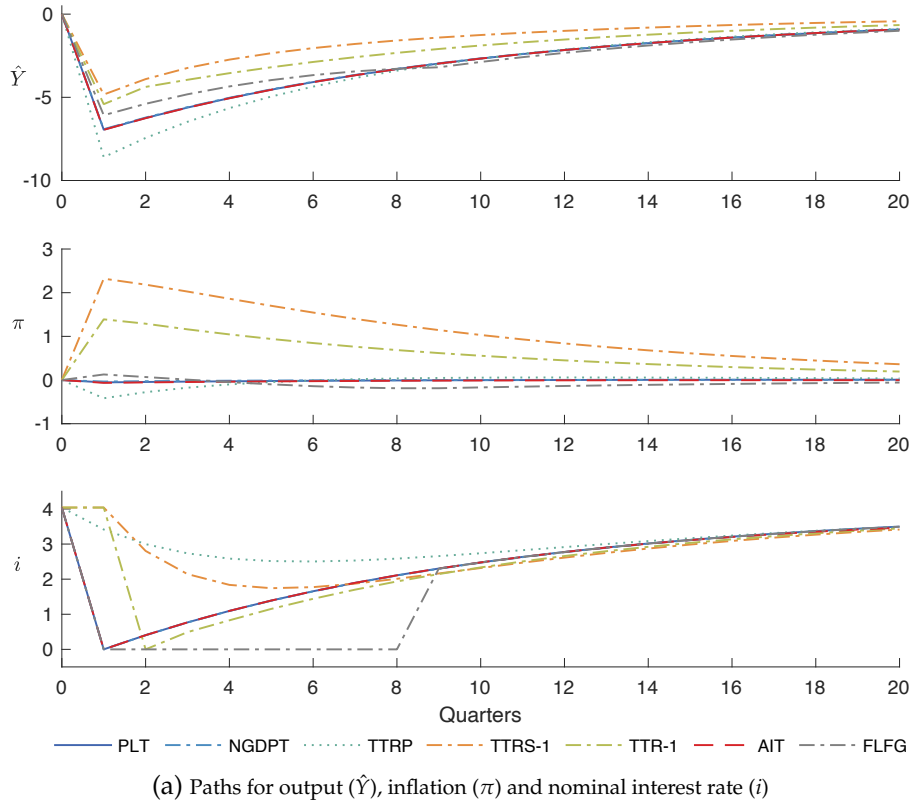 0
-5
-10
Ŷ
0 2 4 6 8 10 12 14 16 18 20
3
2
1
0
-1
π
0 2 4 6 8 10 12 14 16 18 20
4
3
2
1
0
i
0 2 4 6 8 10 12 14 16 18 20
Quarters
PLT NGDPT TTRP TTRS-1 TTR-1 AIT FLFG
(a) Paths for output (Ŷ), inflation (π) and nominal interest rate (i)